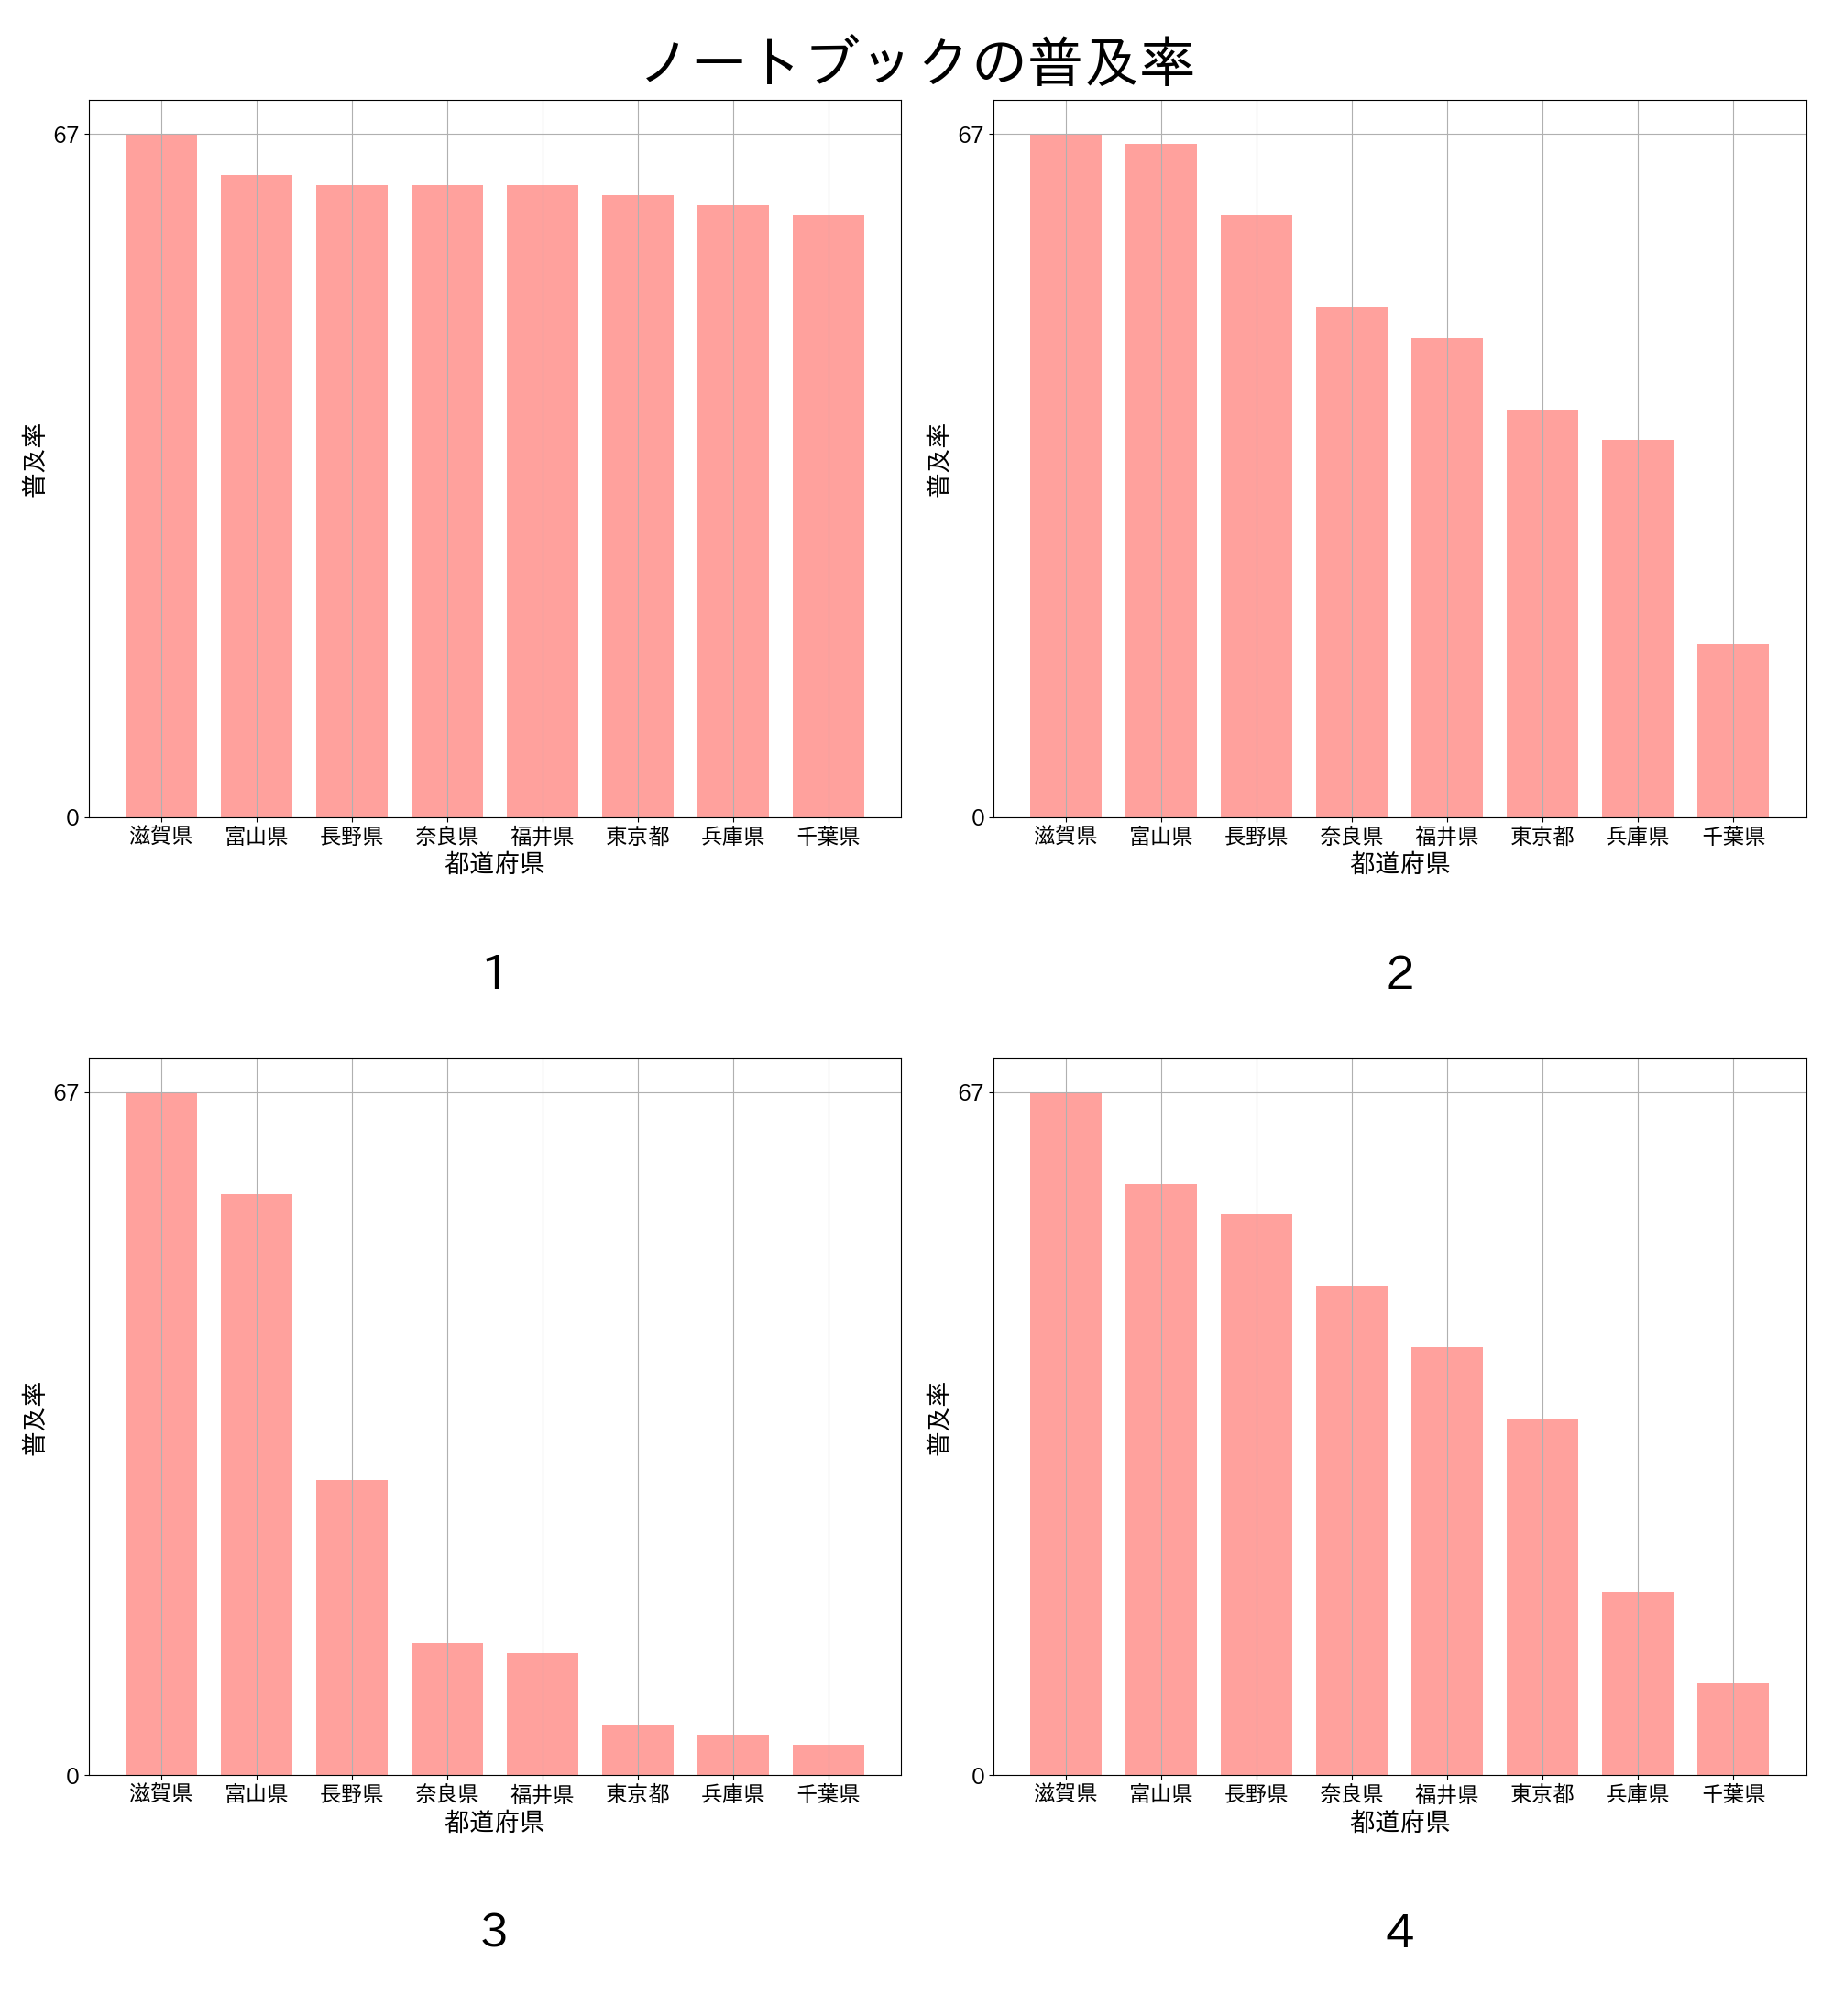 ノートブックの普及率
67
0
普及率
滋賀県 富山県 長野県 奈良県 福井県 東京都 兵庫県 千葉県
都道府県
1
67
0
普及率
滋賀県 富山県 長野県 奈良県 福井県 東京都 兵庫県 千葉県
都道府県
2
67
0
普及率
滋賀県 富山県 長野県 奈良県 福井県 東京都 兵庫県 千葉県
都道府県
3
67
0
普及率
滋賀県 富山県 長野県 奈良県 福井県 東京都 兵庫県 千葉県
都道府県
4